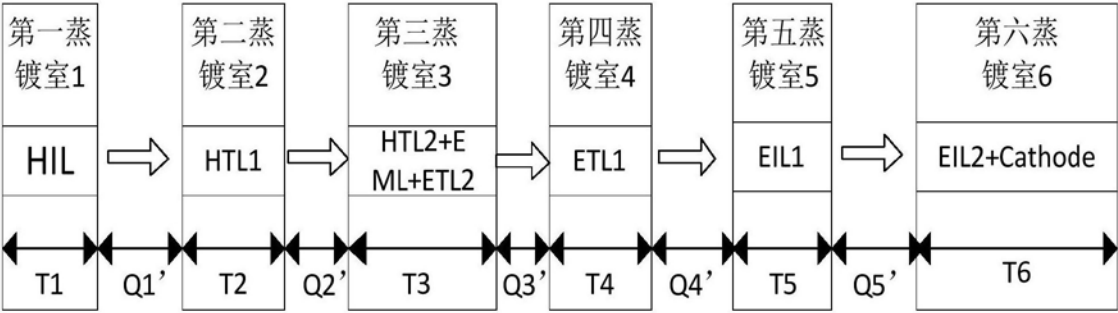 第一蒸
镀室1
第二蒸
镀室2
第三蒸
镀室3
第四蒸
镀室4
第五蒸
镀室5
第六蒸
镀室6
HIL
HTL1
HTL2+E
ML+ETL2
ETL1
EIL1
EIL2+Cathode
T1
Q1’
T2
Q2’
T3
Q3’
T4
Q4’
T5
Q5’
T6